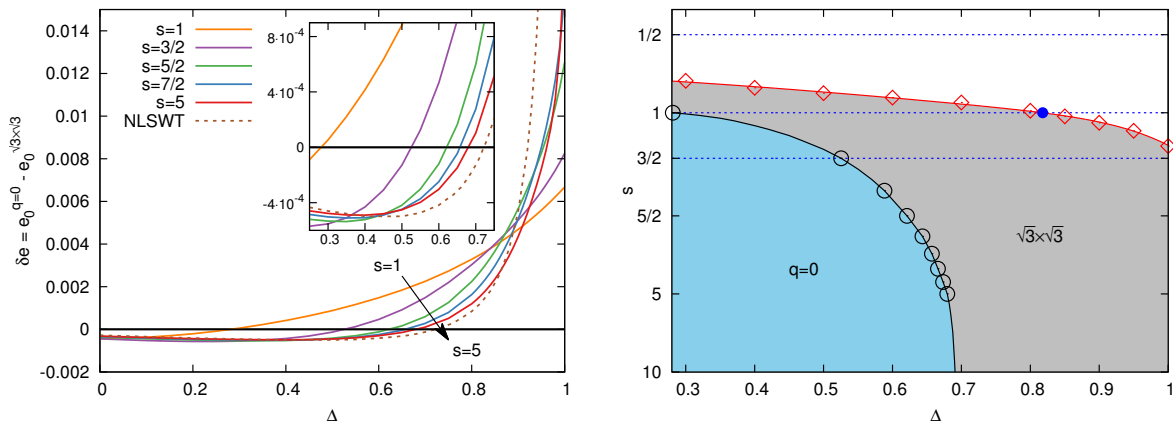 0.014
0.012
0.01
0.008
0.006
0.004
0.002
0
-0.002
δe = e₀^q=0 - e₀^√3×√3
s=1
s=3/2
s=5/2
s=7/2
s=5
NLSWT
8·10⁻⁴
4·10⁻⁴
0
-4·10⁻⁴
0.3 0.4 0.5 0.6 0.7
s=1
s=5
0 0.2 0.4 0.6 0.8 1
Δ
1/2
1
3/2
5/2
5
10
s
q=0
√3×√3
0.3 0.4 0.5 0.6 0.7 0.8 0.9 1
Δ